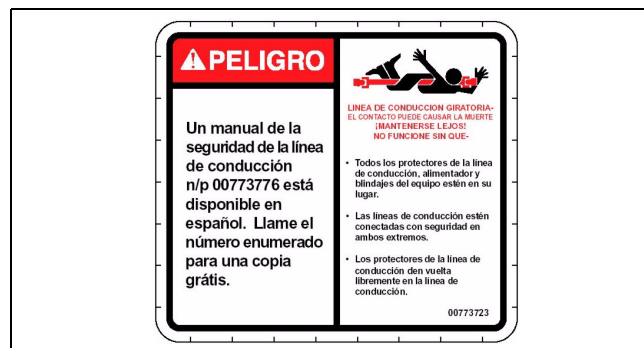 PELIGRO
Un manual de la
seguridad de la línea
de conducción
n/p 00773776 está
disponible en
español. Llame el
número enumerado
para una copia
grátis.
LINEA DE CONDUCCION GIRATORIA-
EL CONTACTO PUEDE CAUSAR LA MUERTE
¡MANTENERSE LEJOS!
NO FUNCIONE SIN QUE-
• Todos los protectores de la línea
de conducción, alimentador y
blindajes del equipo estén en su
lugar.
• Las líneas de conducción estén
conectadas con seguridad en
ambos extremos.
• Los protectores de la línea de
conducción den vuelta
libremente en la línea de
conducción.
00773723